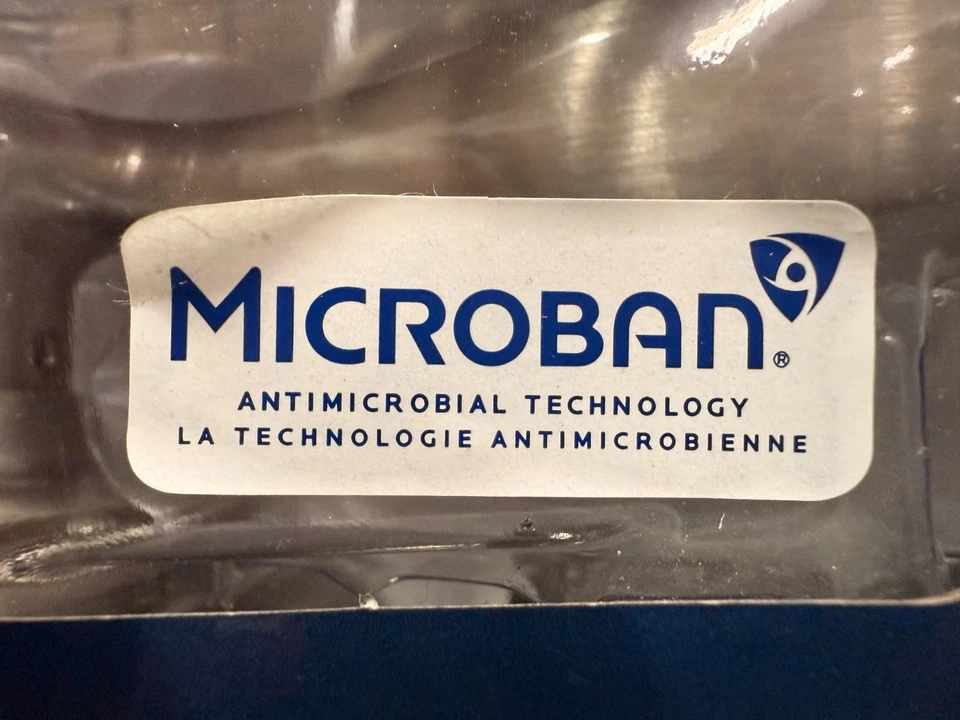 MICROBAN®
ANTIMICROBIAL TECHNOLOGY
LA TECHNOLOGIE ANTIMICROBIENNE